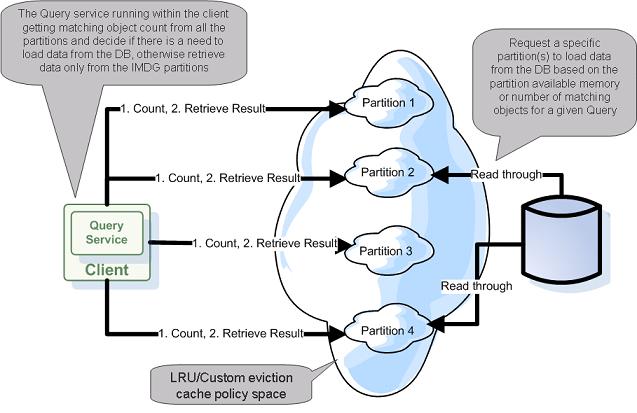 The Query service running within the client
getting matching object count from all the
partitions and decide if there is a need to
load data from the DB, otherwise retrieve
data only from the IMDG partitions
Request a specific
partition(s) to load data
from the DB based on the
partition available memory
or number of matching
objects for a given Query
1. Count, 2. Retrieve Result
Partition 1
1. Count, 2. Retrieve Result
Partition 2
Read through
Query
Service
Client
1. Count, 2. Retrieve Result
Partition 3
Read through
1. Count, 2. Retrieve Result
Partition 4
LRU/Custom eviction
cache policy space